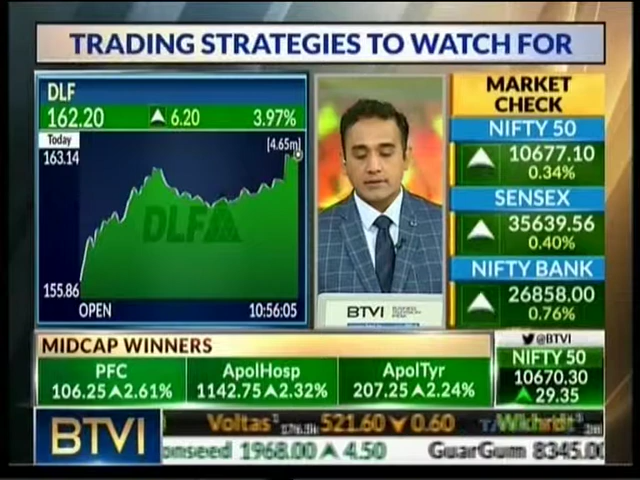 TRADING STRATEGIES TO WATCH FOR
DLF
162.20 6.20 3.97%
Today
163.14
[4.65m]
DLF
155.86
OPEN 10:56:05
BTVI
MARKET
CHECK
NIFTY 50
10677.10
0.34%
SENSEX
35639.56
0.40%
NIFTY BANK
26858.00
0.76%
MIDCAP WINNERS
PFC
106.25 2.61%
ApolHosp
1142.75 2.32%
ApolTyr
207.25 2.24%
@BTVI
NIFTY 50
10670.30
29.35
BTVI
Voltas 521.60 0.60
onseed 1968.00 4.50 GuarGum 8345.00